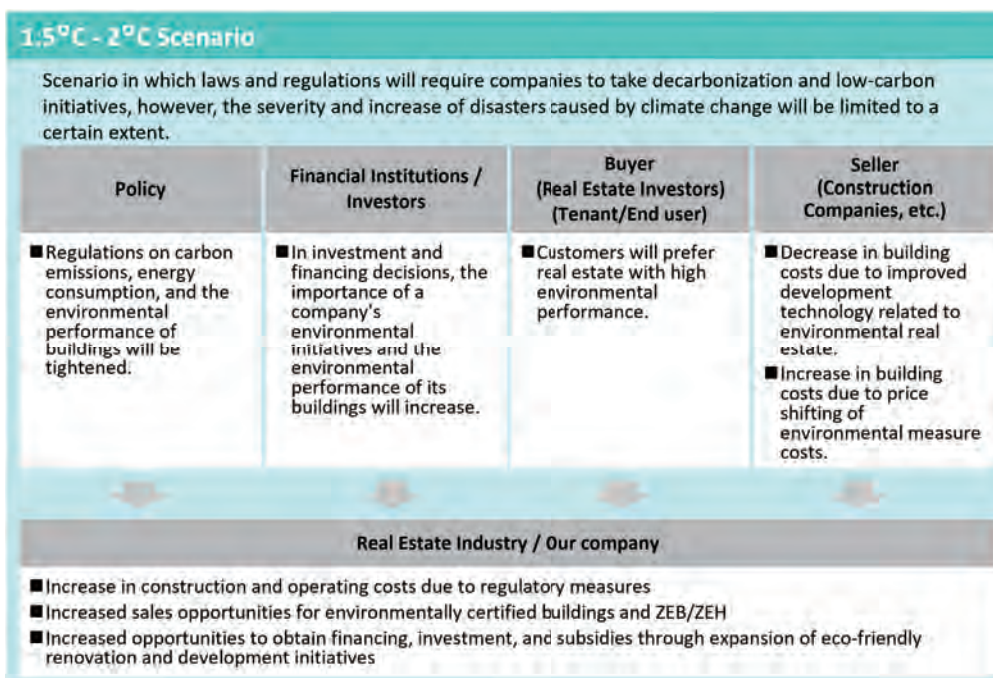 1.5°C - 2°C Scenario
Scenario in which laws and regulations will require companies to take decarbonization and low-carbon
initiatives, however, the severity and increase of disasters caused by climate change will be limited to a
certain extent.
Policy
■Regulations on carbon
emissions, energy
consumption, and the
environmental
performance of
buildings will be
tightened.
Financial Institutions /
Investors
■In investment and
financing decisions, the
importance of a
company's
environmental
initiatives and the
environmental
performance of its
buildings will increase.
Buyer
(Real Estate Investors)
(Tenant/End user)
■Customers will prefer
real estate with high
environmental
performance.
Seller
(Construction
Companies, etc.)
■Decrease in building
costs due to improved
development
technology related to
environmental real
estate.
■Increase in building
costs due to price
shifting of
environmental measure
costs.
Real Estate Industry / Our company
■Increase in construction and operating costs due to regulatory measures
■Increased sales opportunities for environmentally certified buildings and ZEB/ZEH
■Increased opportunities to obtain financing, investment, and subsidies through expansion of eco-friendly
renovation and development initiatives